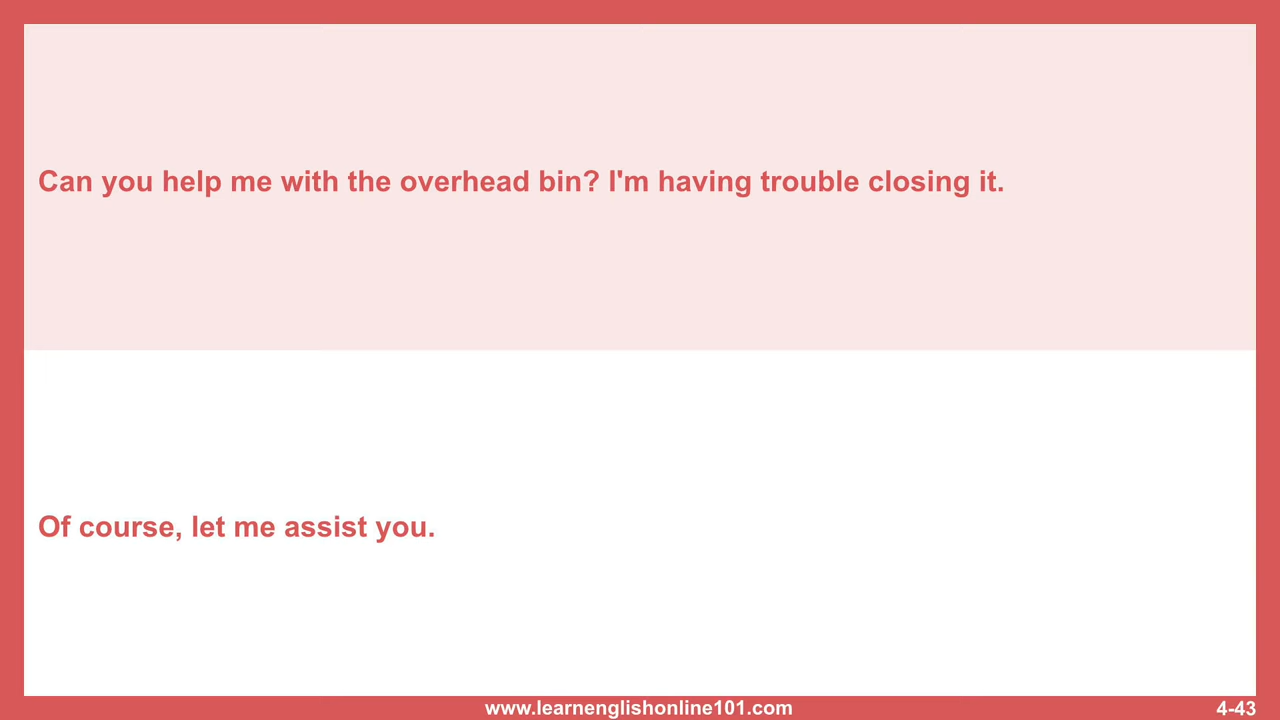 Can you help me with the overhead bin? I'm having trouble closing it.
Of course, let me assist you.
www.learnenglishonline101.com
4-43